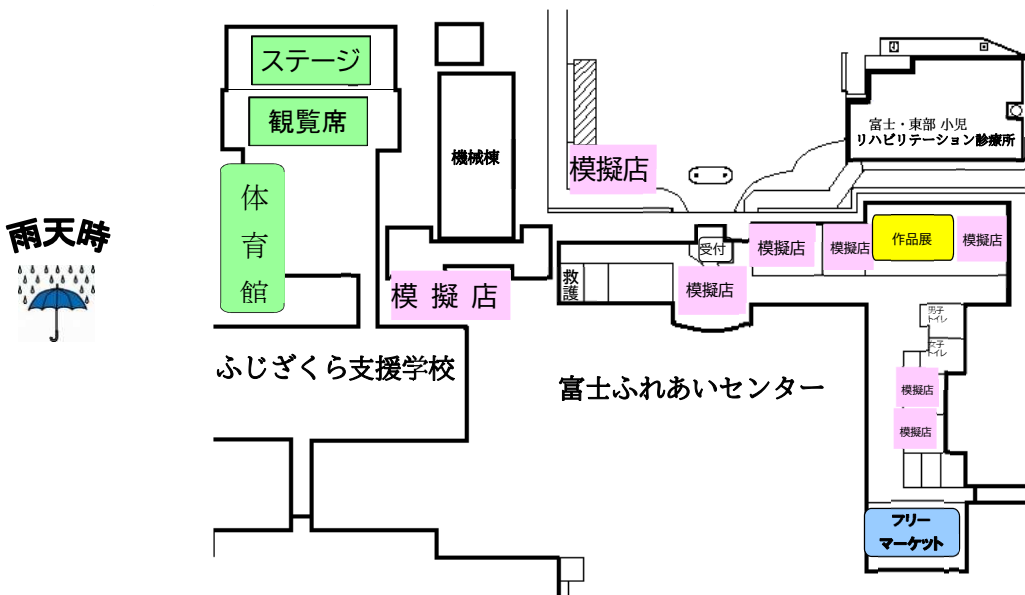 雨天時
ステージ
観覧席
体育館
機械棟
模擬店
富士・東部 小児
リハビリテーション診療所
模擬店
受付
模擬店
模擬店
作品展
模擬店
救護
模擬店
男子
トイレ
女子
トイレ
ふじざくら支援学校
富士ふれあいセンター
模擬店
模擬店
フリー
マーケット